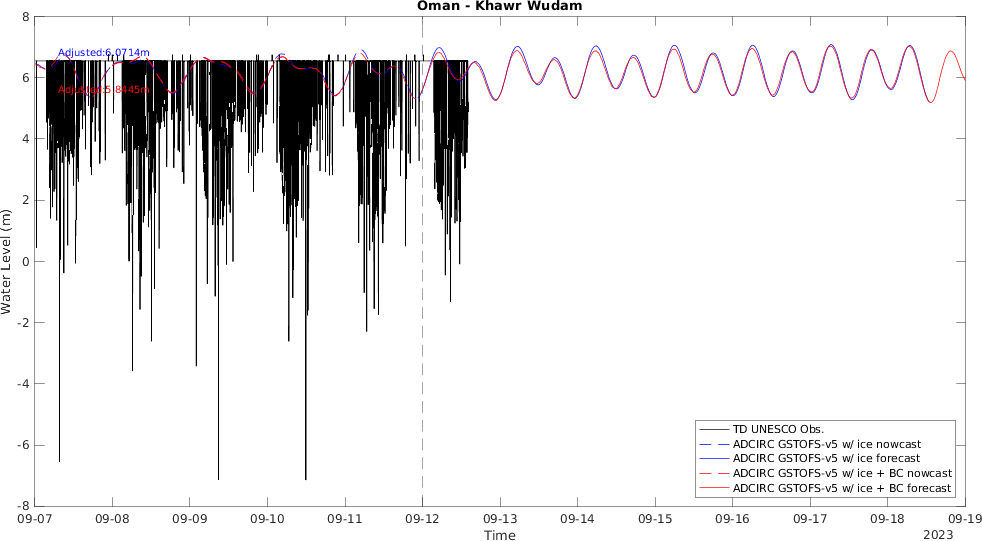 Oman - Khawr Wudam
Adjusted:6.0714m
Adjusted:5.8445m
Water Level (m)
8
6
4
2
0
-2
-4
-6
-8
TD UNESCO Obs.
ADCIRC GSTOFS-v5 w/ ice nowcast
ADCIRC GSTOFS-v5 w/ ice forecast
ADCIRC GSTOFS-v5 w/ ice + BC nowcast
ADCIRC GSTOFS-v5 w/ ice + BC forecast
09-07 09-08 09-09 09-10 09-11 09-12 09-13 09-14 09-15 09-16 09-17 09-18 09-19
Time
2023